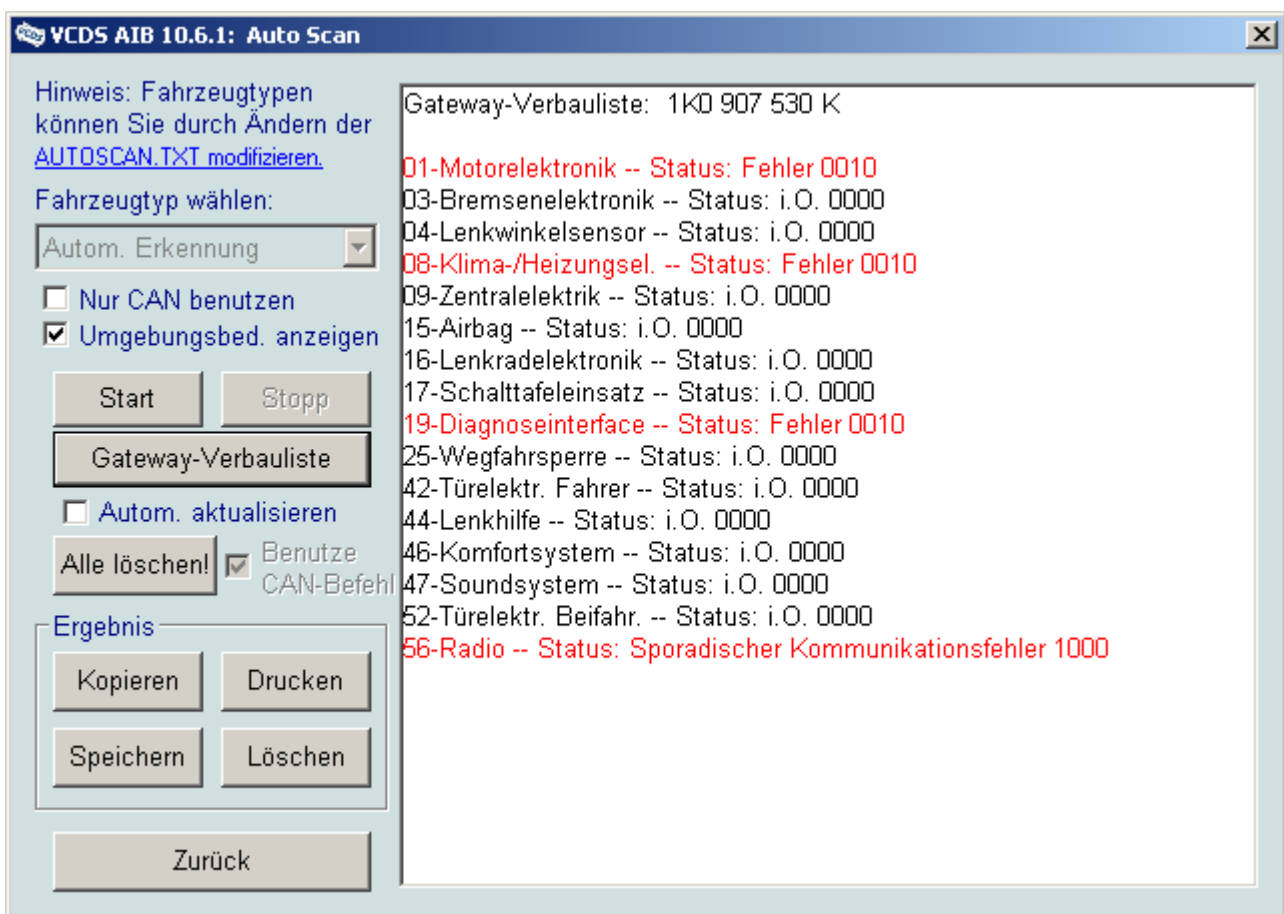 VCDS AIB 10.6.1: Auto Scan
Hinweis: Fahrzeugtypen
können Sie durch Ändern der
AUTOSCAN.TXT modifizieren.
Fahrzeugtyp wählen:
Autom. Erkennung
Nur CAN benutzen
Umgebungsbed. anzeigen
Start
Stopp
Gateway-Verbauliste
Autom. aktualisieren
Alle löschen!
Benutze
CAN-Befehl
Ergebnis
Kopieren
Drucken
Speichern
Löschen
Zurück
Gateway-Verbauliste: 1K0 907 530 K
01-Motorelektronik -- Status: Fehler 0010
03-Bremsenelektronik -- Status: i.O. 0000
04-Lenkwinkelsensor -- Status: i.O. 0000
08-Klima-/Heizungsel. -- Status: Fehler 0010
09-Zentralelektrik -- Status: i.O. 0000
15-Airbag -- Status: i.O. 0000
16-Lenkradelektronik -- Status: i.O. 0000
17-Schalttafeleinsatz -- Status: i.O. 0000
19-Diagnoseinterface -- Status: Fehler 0010
25-Wegfahrsperre -- Status: i.O. 0000
42-Türelektr. Fahrer -- Status: i.O. 0000
44-Lenkhilfe -- Status: i.O. 0000
46-Komfortsystem -- Status: i.O. 0000
47-Soundsystem -- Status: i.O. 0000
52-Türelektr. Beifahr. -- Status: i.O. 0000
56-Radio -- Status: Sporadischer Kommunikationsfehler 1000